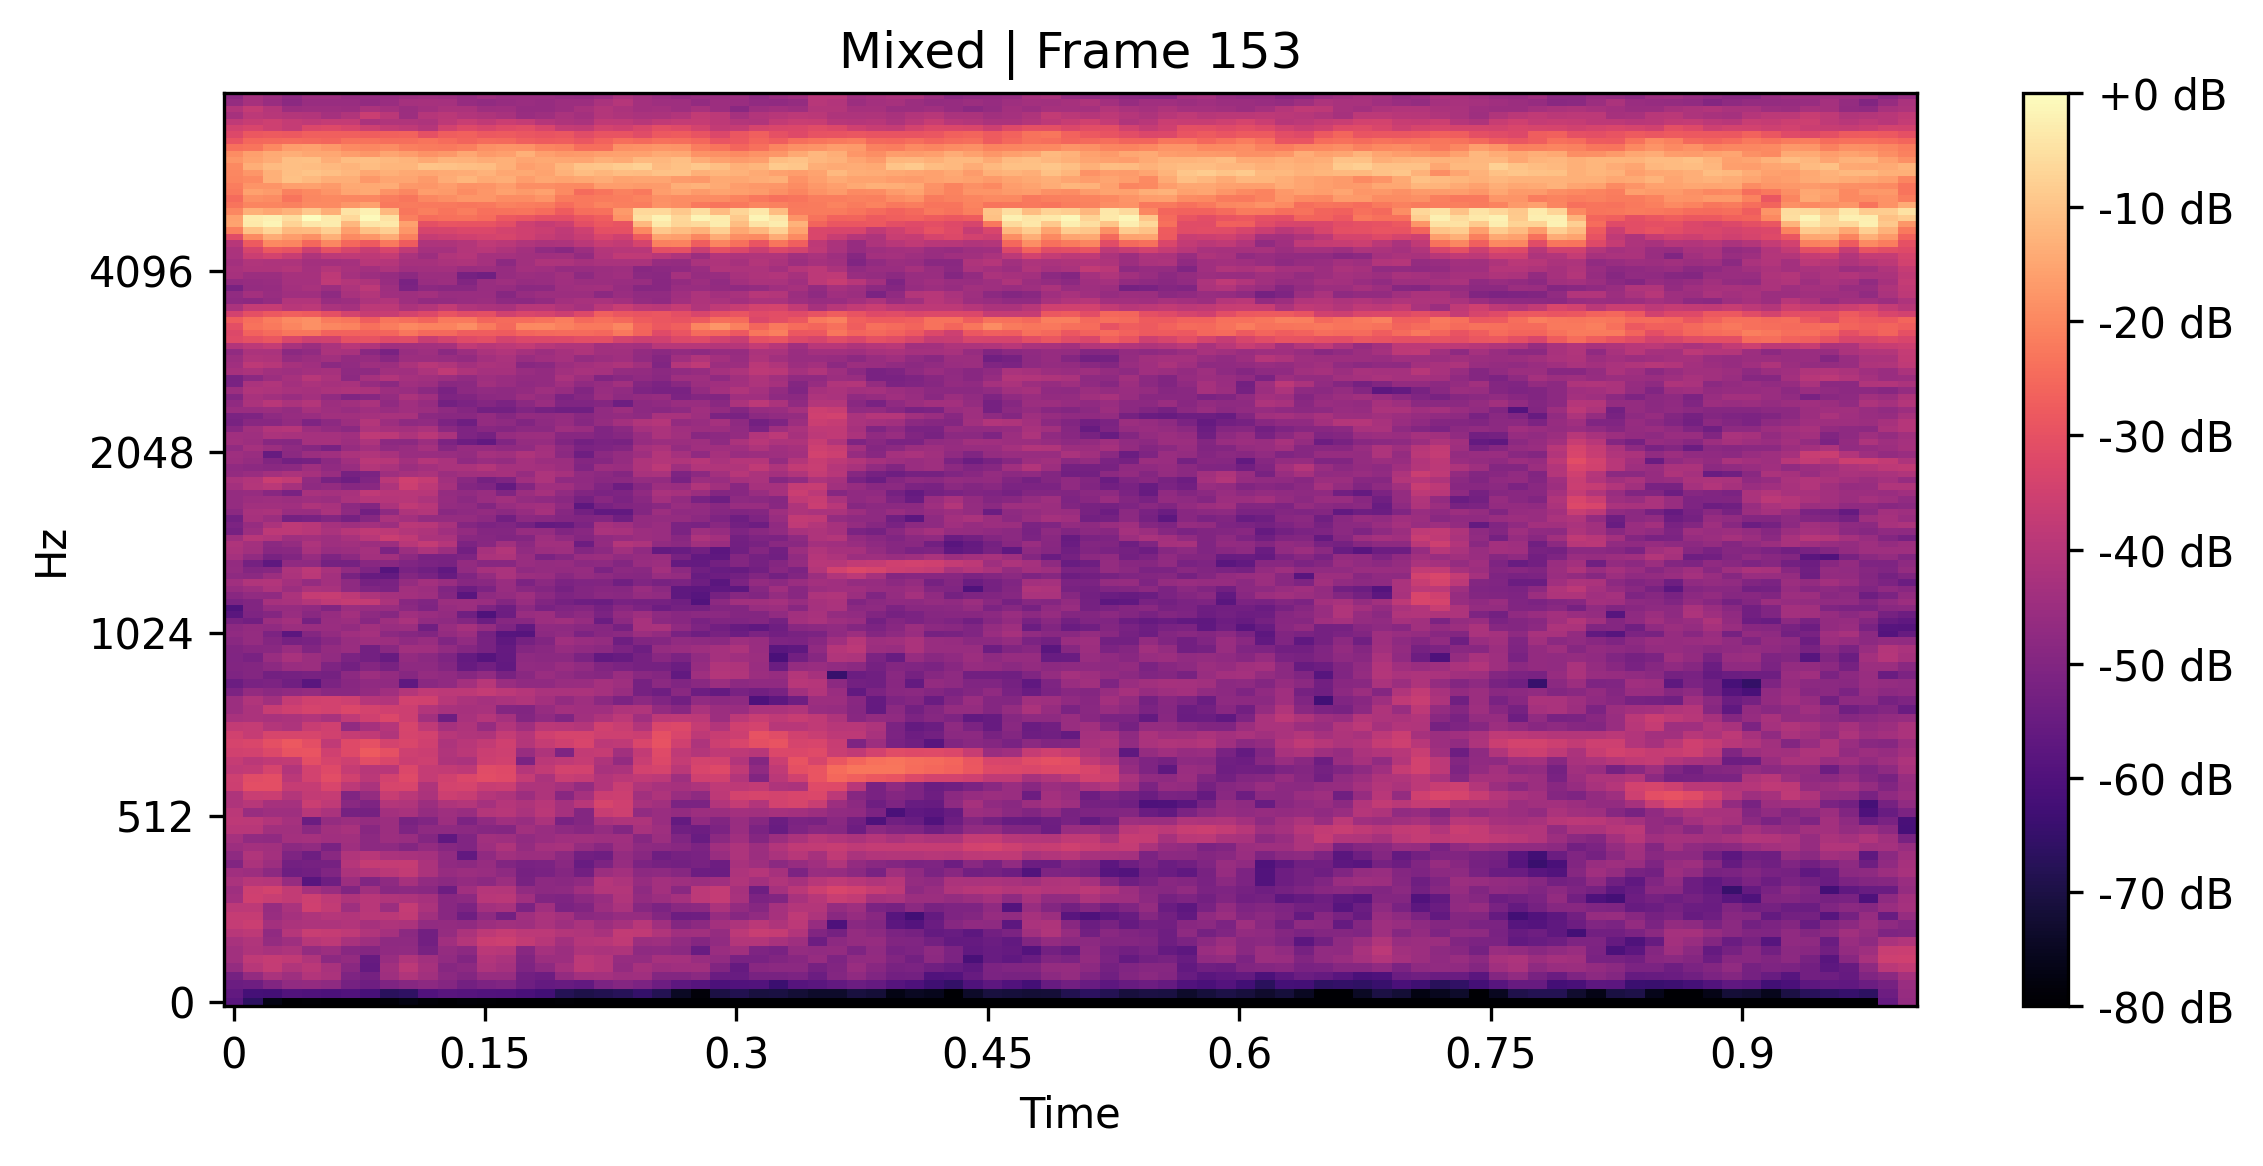 Mixed | Frame 153
Hz
4096
2048
1024
512
0
0
0.15
0.3
0.45
0.6
0.75
0.9
Time
+0 dB
-10 dB
-20 dB
-30 dB
-40 dB
-50 dB
-60 dB
-70 dB
-80 dB